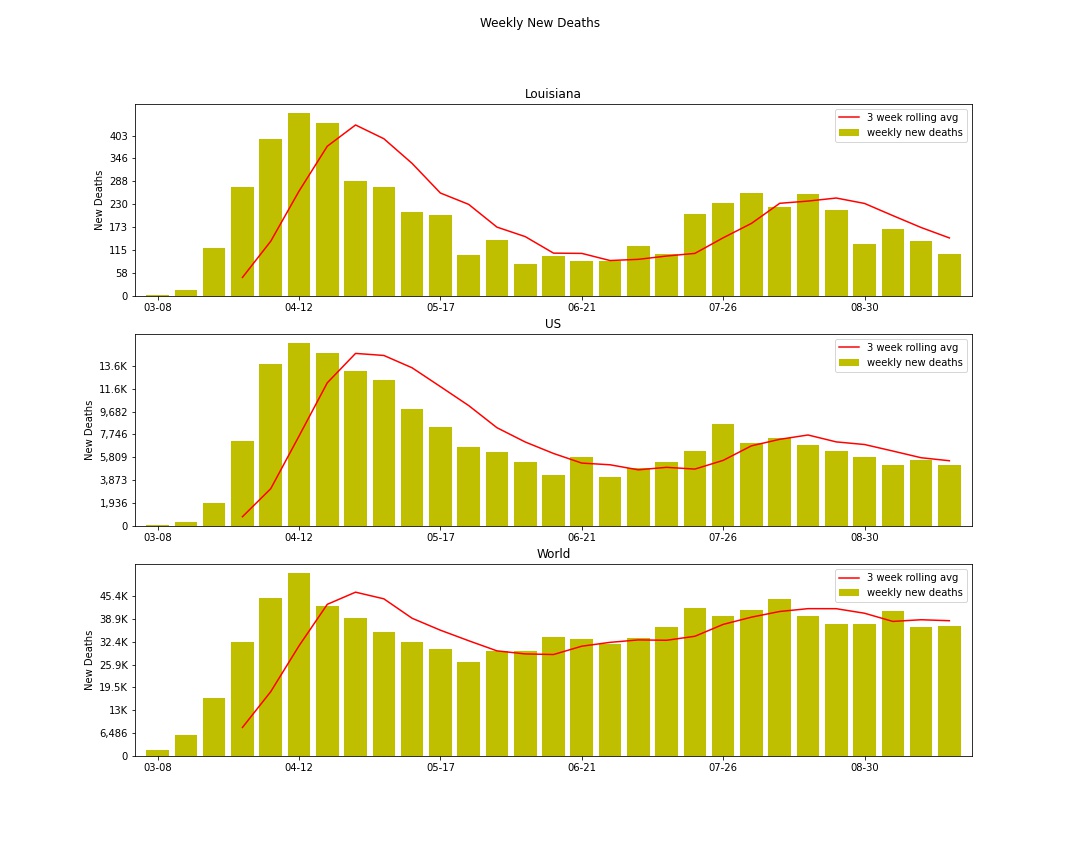 Weekly New Deaths
Louisiana
New Deaths
403
346
288
230
173
115
58
0
3 week rolling avg
weekly new deaths
03-08 04-12 05-17 06-21 07-26 08-30
US
New Deaths
13.6K
11.6K
9,682
7,746
5,809
3,873
1,936
0
3 week rolling avg
weekly new deaths
03-08 04-12 05-17 06-21 07-26 08-30
World
New Deaths
45.4K
38.9K
32.4K
25.9K
19.5K
13K
6,486
0
3 week rolling avg
weekly new deaths
03-08 04-12 05-17 06-21 07-26 08-30